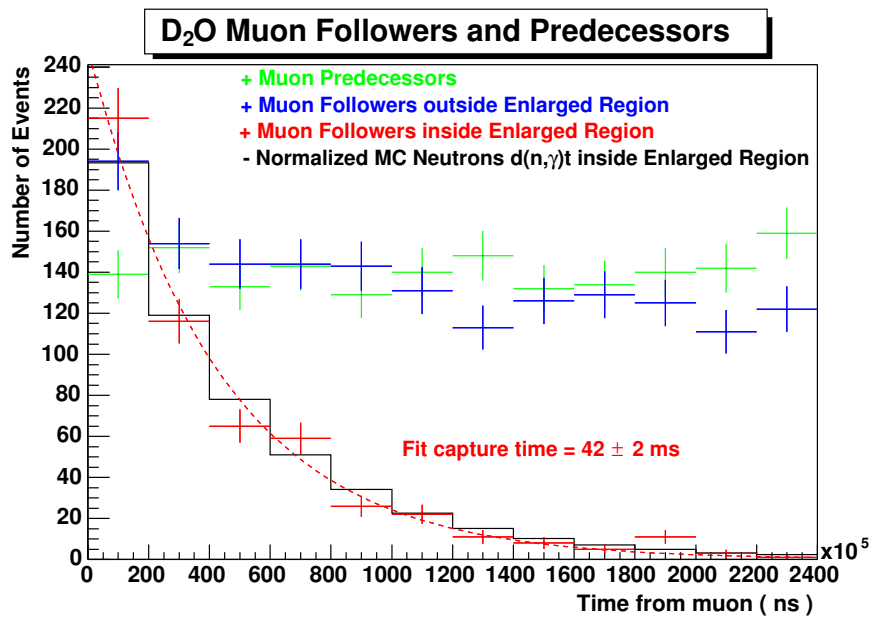 D₂O Muon Followers and Predecessors
+ Muon Predecessors
+ Muon Followers outside Enlarged Region
+ Muon Followers inside Enlarged Region
- Normalized MC Neutrons d(n,γ)t inside Enlarged Region
Number of Events
240
220
200
180
160
140
120
100
80
60
40
20
0
Fit capture time = 42 ± 2 ms
0 200 400 600 800 1000 1200 1400 1600 1800 2000 2200 2400
x10⁵
Time from muon ( ns )